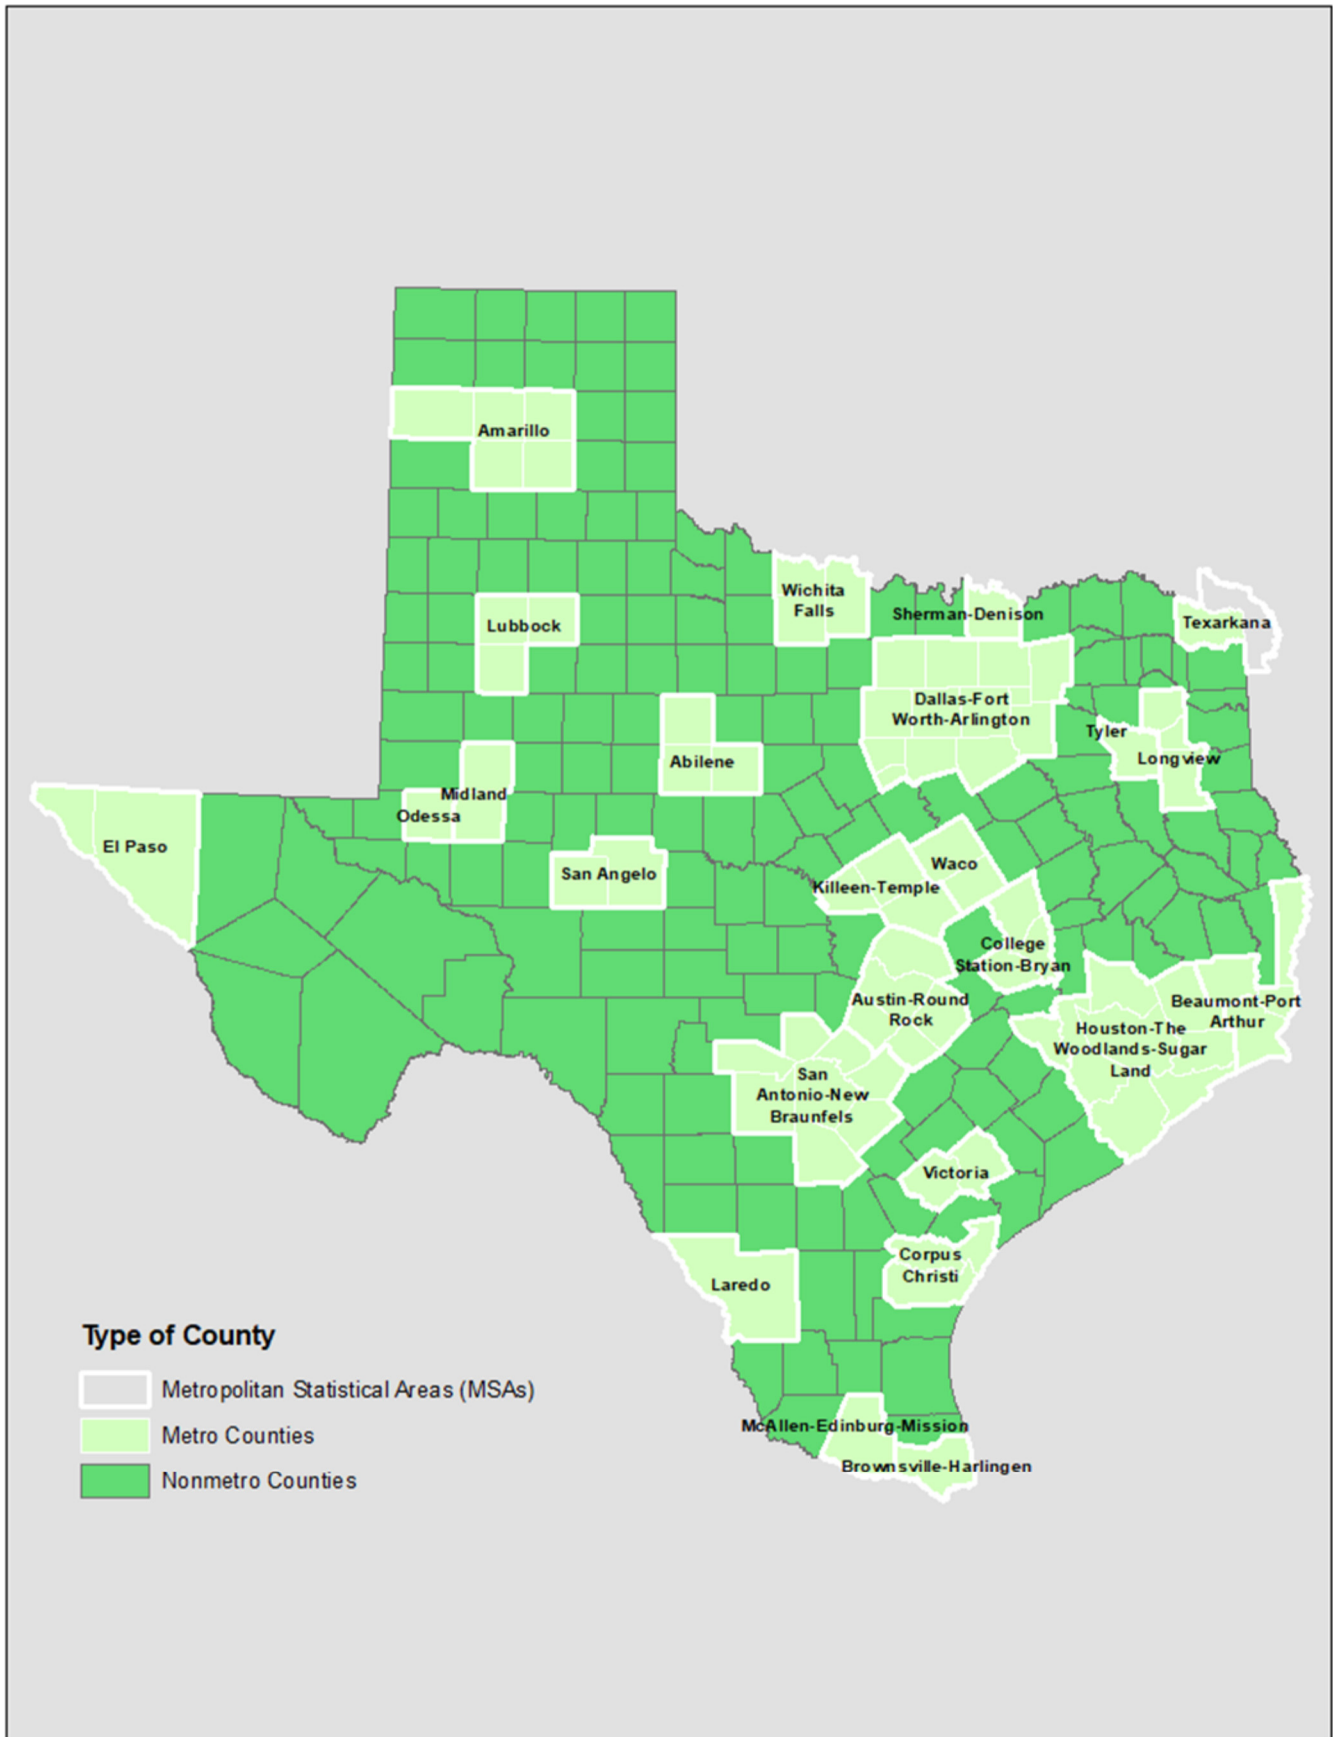 Amarillo
Wichita
Falls
Sherman-Denison
Texarkana
Lubbock
Dallas-Fort
Worth-Arlington
Tyler
Longview
Abilene
Midland
Odessa
El Paso
San Angelo
Waco
Killeen-Temple
College
Station-Bryan
Austin-Round
Rock
Beaumont-Port
Arthur
Houston-The
Woodlands-Sugar
Land
San
Antonio-New
Braunfels
Victoria
Corpus
Christi
Laredo
McAllen-Edinburg-Mission
Brownsville-Harlingen
Type of County
Metropolitan Statistical Areas (MSAs)
Metro Counties
Nonmetro Counties